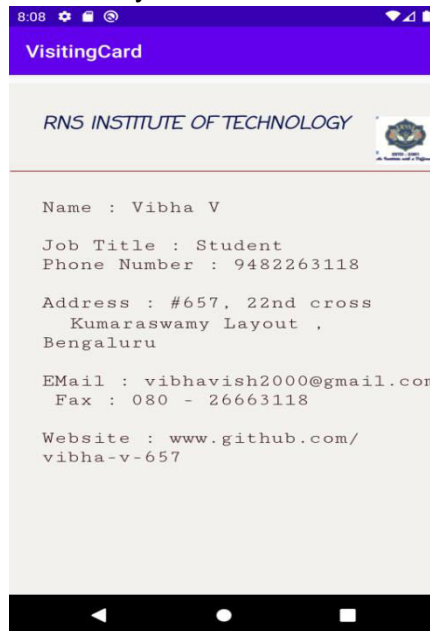 8:08
VisitingCard
RNS INSTITUTE OF TECHNOLOGY
Name : Vibha V
Job Title : Student
Phone Number : 9482263118
Address : #657, 22nd cross
Kumaraswamy Layout ,
Bengaluru
EMail : vibhavish2000@gmail.com
Fax : 080 - 26663118
Website : www.github.com/
vibha-v-657